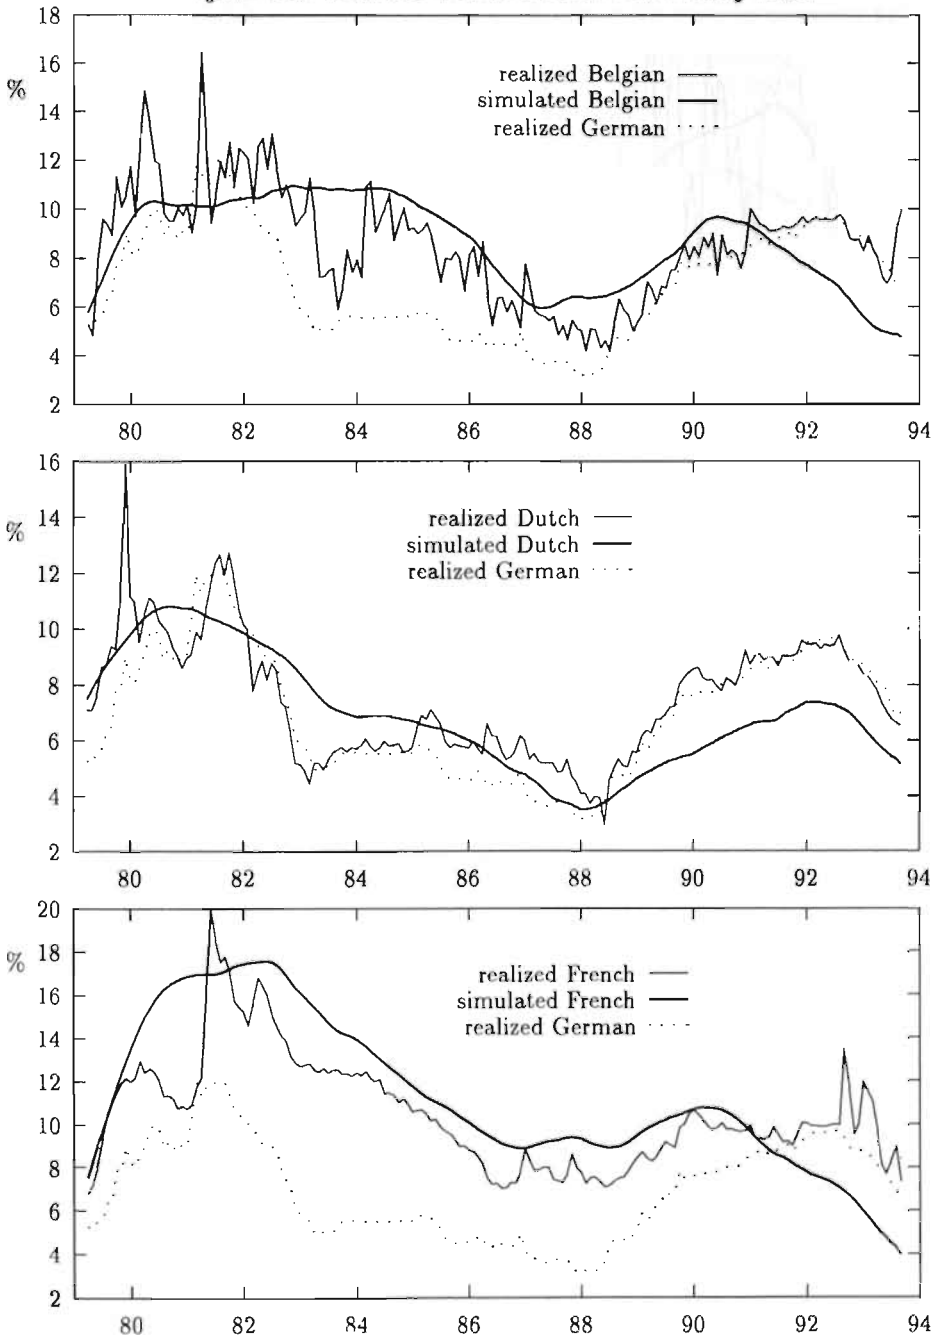 18
16
%
14
12
10
8
6
4
2
realized Belgian
simulated Belgian
realized German
80 82 84 86 88 90 92 94
16
%
14
12
10
8
6
4
2
realized Dutch
simulated Dutch
realized German
80 82 84 86 88 90 92 94
20
18
%
16
14
12
10
8
6
4
2
realized French
simulated French
realized German
80 82 84 86 88 90 92 94